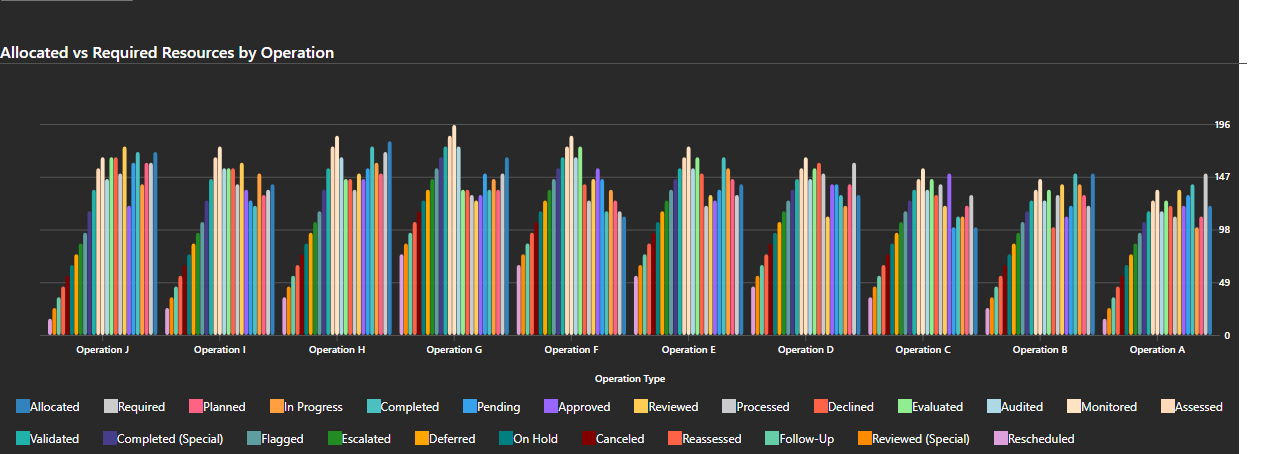 Allocated vs Required Resources by Operation
196
147
98
49
0
Operation J Operation I Operation H Operation G Operation F Operation E Operation D Operation C Operation B Operation A
Operation Type
Allocated Required Planned In Progress Completed Pending Approved Reviewed Processed Declined Evaluated Audited Monitored Assessed
Validated Completed (Special) Flagged Escalated Deferred On Hold Canceled Reassessed Follow-Up Reviewed (Special) Rescheduled